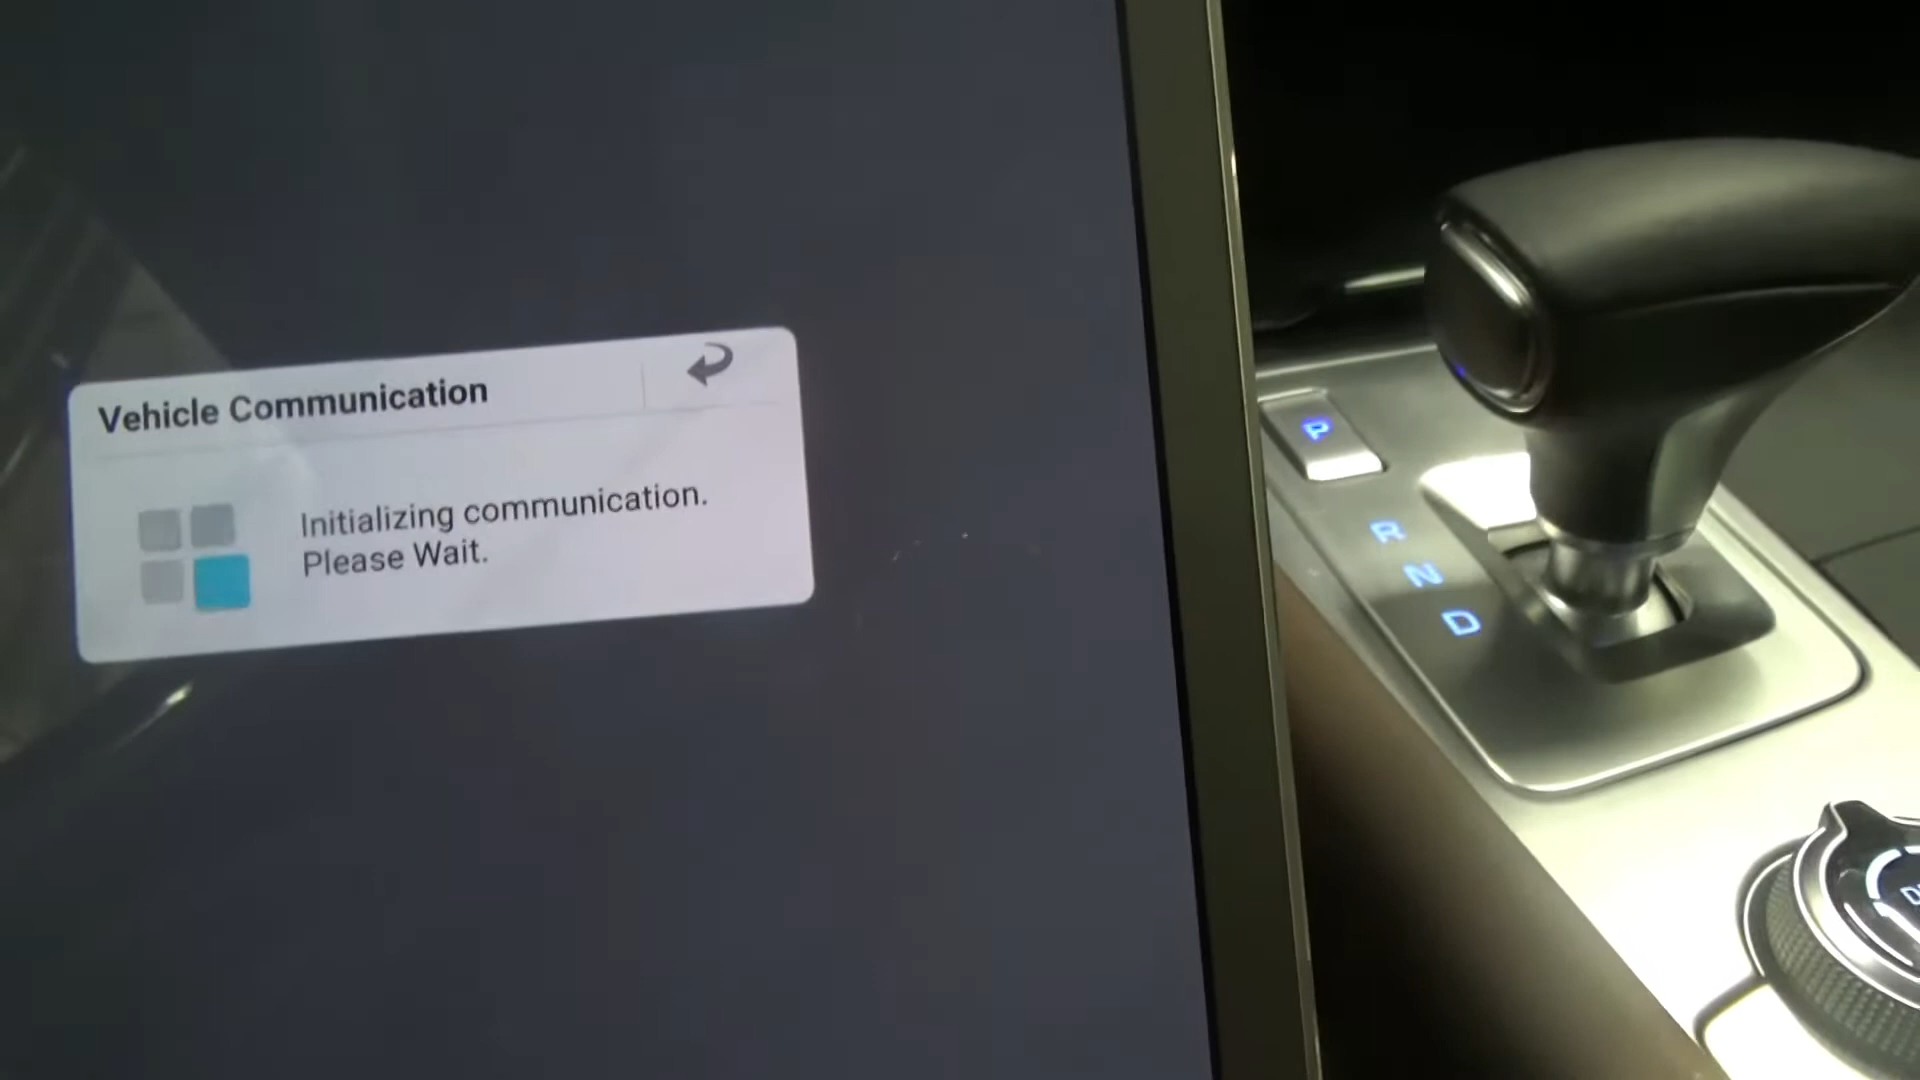 Vehicle Communication
Initializing communication.
Please Wait.
P
R
N
D